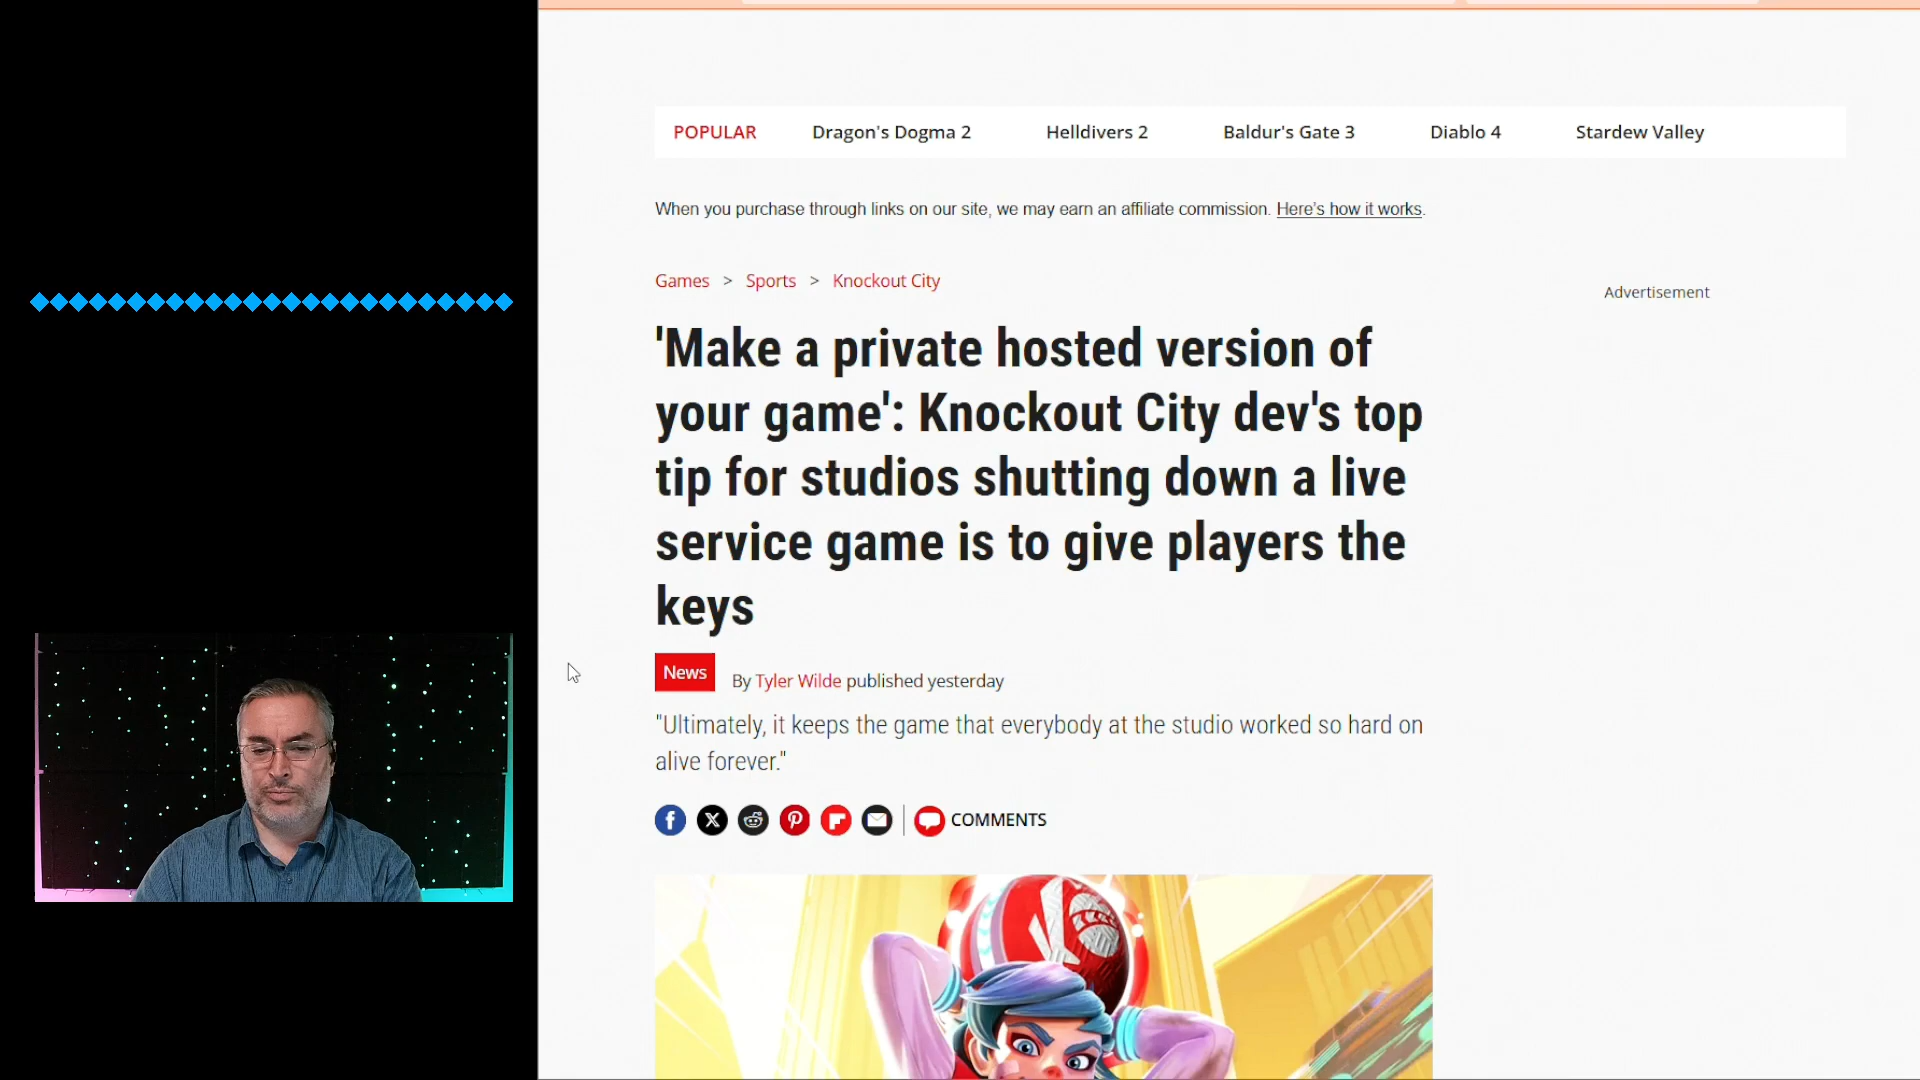 POPULAR Dragon's Dogma 2 Helldivers 2 Baldur's Gate 3 Diablo 4 Stardew Valley
When you purchase through links on our site, we may earn an affiliate commission. Here's how it works.
Games > Sports > Knockout City
Advertisement
'Make a private hosted version of
your game': Knockout City dev's top
tip for studios shutting down a live
service game is to give players the
keys
News By Tyler Wilde published yesterday
"Ultimately, it keeps the game that everybody at the studio worked so hard on
alive forever."
COMMENTS